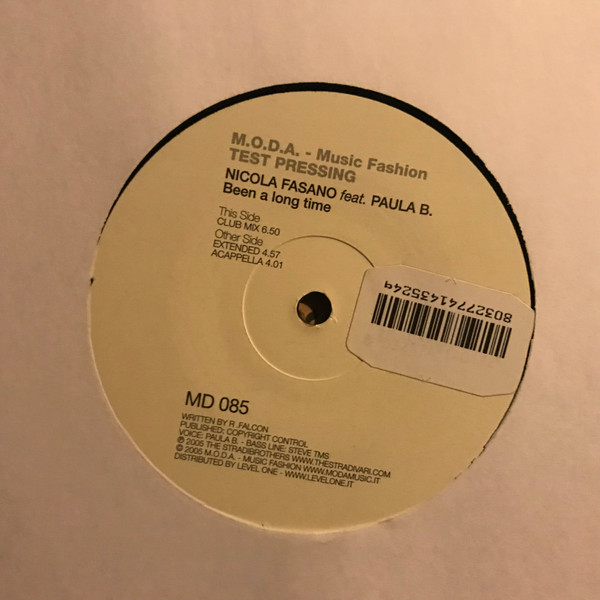 M.O.D.A. - Music Fashion
TEST PRESSING
NICOLA FASANO feat. PAULA B.
Been a long time
This Side
CLUB MIX 6.50
Other Side
EXTENDED 4.57
ACAPPELLA 4.01
80327741435249
MD 085
WRITTEN BY R .FALCON
PUBLISHED: COPYRIGHT CONTROL
VOICE: PAULA B. - BASS LINE: STEVE TMS
℗ 2005 THE STRADIBROTHERS WWW.THESTRADIVARI.COM
© 2005 M.O.D.A. - MUSIC FASHION WWW.MODAMUSIC.IT
DISTRIBUTED BY LEVEL ONE - WWW.LEVELONE.IT